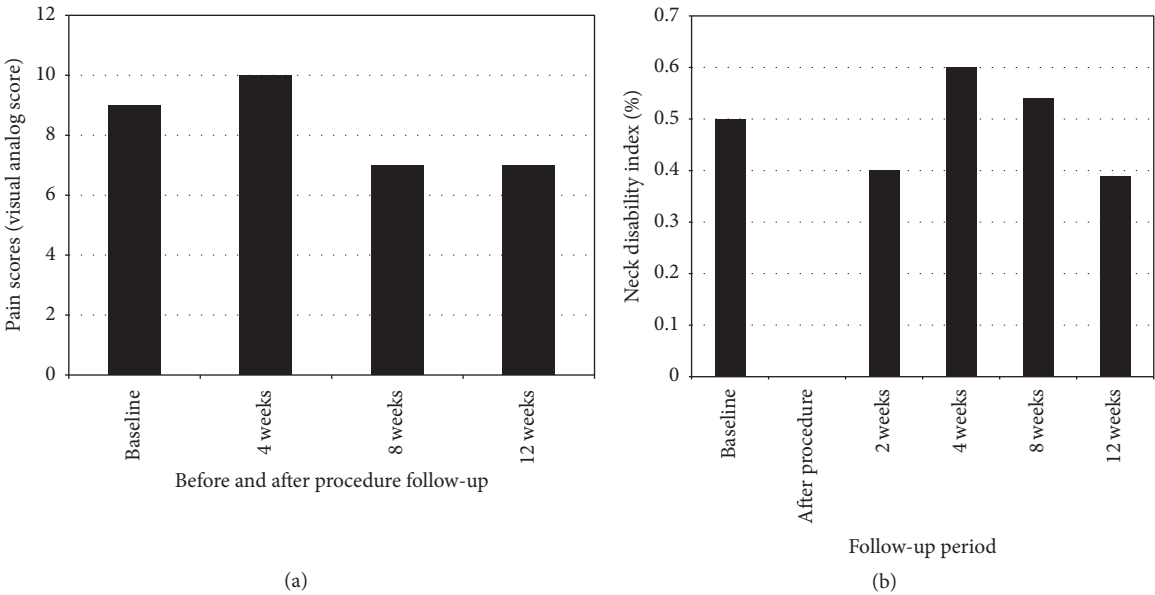 12
10
8
6
4
2
0
Pain scores (visual analog score)
Baseline
4 weeks
8 weeks
12 weeks
Before and after procedure follow-up
(a)
0.7
0.6
0.5
0.4
0.3
0.2
0.1
0
Neck disability index (%)
Baseline
After procedure
2 weeks
4 weeks
8 weeks
12 weeks
Follow-up period
(b)